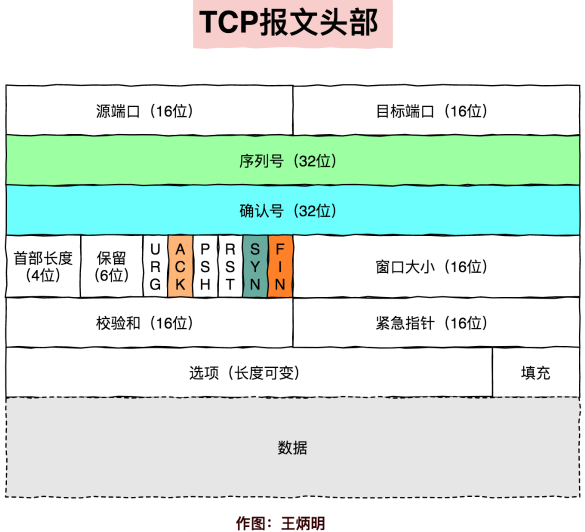 TCP报文头部
源端口（16位） 目标端口（16位）
序列号（32位）
确认号（32位）
首部长度（4位） 保留（6位） URG ACK PSH RST SYN FIN 窗口大小（16位）
校验和（16位） 紧急指针（16位）
选项（长度可变） 填充
数据
作图：王炳明